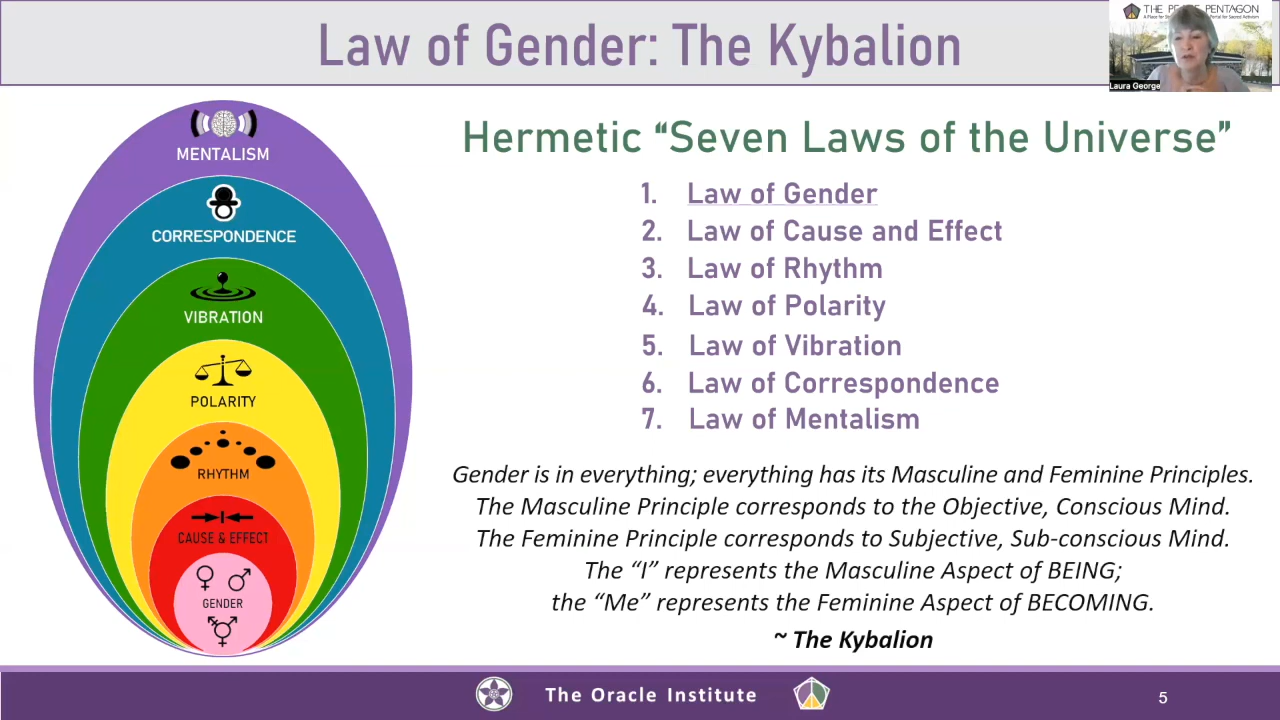 Law of Gender: The Kybalion
THE PEACE PENTAGON
Laura George
MENTALISM
CORRESPONDENCE
VIBRATION
POLARITY
RHYTHM
CAUSE & EFFECT
GENDER
Hermetic “Seven Laws of the Universe”
1. Law of Gender
2. Law of Cause and Effect
3. Law of Rhythm
4. Law of Polarity
5. Law of Vibration
6. Law of Correspondence
7. Law of Mentalism
Gender is in everything; everything has its Masculine and Feminine Principles.
The Masculine Principle corresponds to the Objective, Conscious Mind.
The Feminine Principle corresponds to Subjective, Sub-conscious Mind.
The “I” represents the Masculine Aspect of BEING;
the “Me” represents the Feminine Aspect of BECOMING.
~ The Kybalion
The Oracle Institute
5